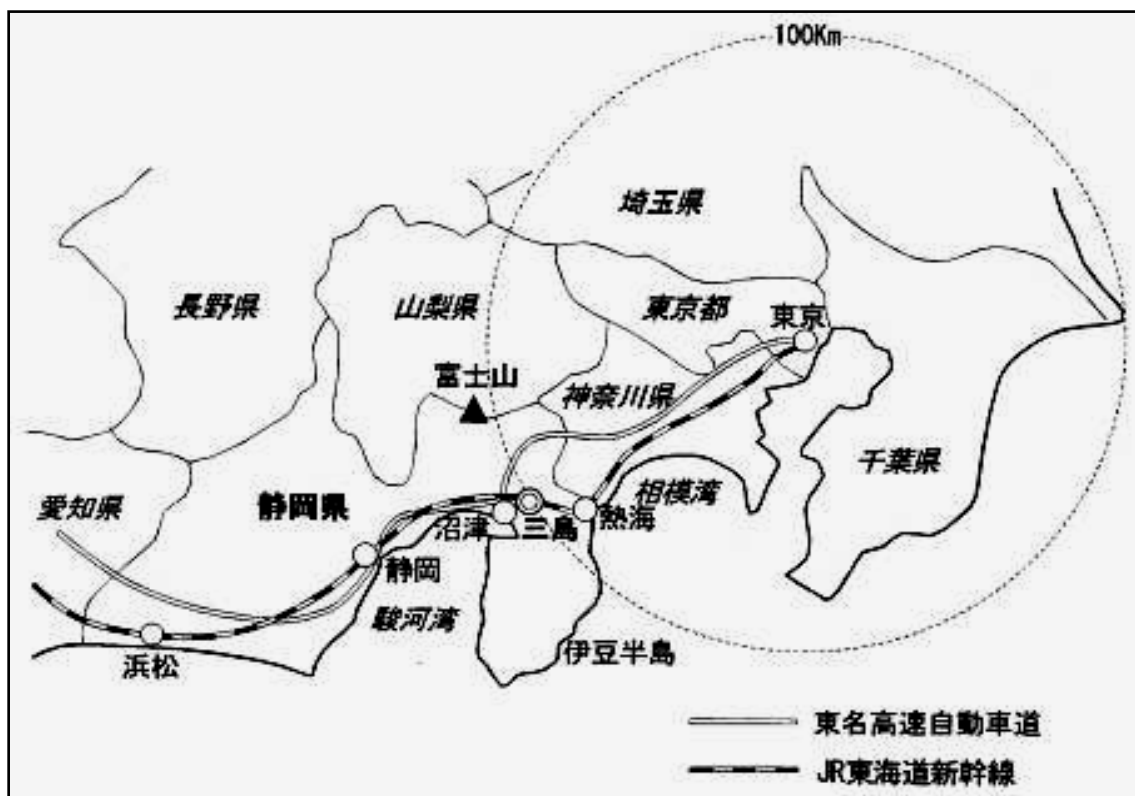 100Km
埼玉県
長野県
山梨県
東京都
東京
富士山
神奈川県
千葉県
愛知県
静岡県
相模湾
沼津
三島
熱海
静岡
駿河湾
浜松
伊豆半島
東名高速自動車道
JR東海道新幹線